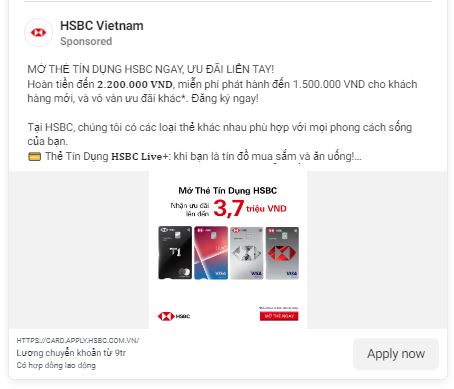 HSBC Vietnam
Sponsored
MỞ THẺ TÍN DỤNG HSBC NGAY, ƯU ĐÃI LIỀN TAY!
Hoàn tiền đến 2.200.000 VND, miễn phí phát hành đến 1.500.000 VND cho khách
hàng mới, và vô vàn ưu đãi khác*. Đăng ký ngay!
Tại HSBC, chúng tôi có các loại thẻ khác nhau phù hợp với mọi phong cách sống
của bạn.
💳 Thẻ Tín Dụng HSBC Live+: khi bạn là tín đồ mua sắm và ăn uống!...
Mở Thẻ Tín Dụng HSBC
Nhận ưu đãi
lên đến 3,7 triệu VND
T1
VISA
VISA
VISA
HSBC
MỞ THẺ NGAY
HTTPS://CARD.APPLY.HSBC.COM.VN/
Lương chuyển khoản từ 9tr
Có hợp đồng lao động
Apply now